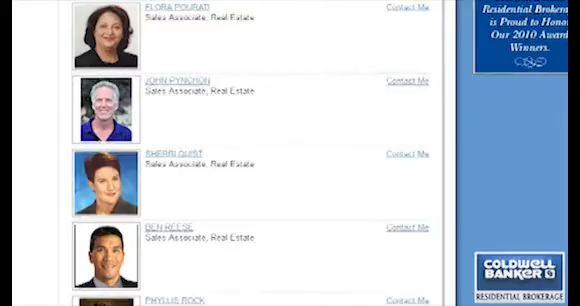 FLORA POURATI
Contact Me
Sales Associate, Real Estate
JOHN PYNCHON
Contact Me
Sales Associate, Real Estate
SHERRI QUIST
Contact Me
Sales Associate, Real Estate
BEN REESE
Contact Me
Sales Associate, Real Estate
PHYLLIS ROCK
Residential Brokerage
is Proud to Honor
Our 2010 Award
Winners.
COLDWELL
BANKER
RESIDENTIAL BROKERAGE